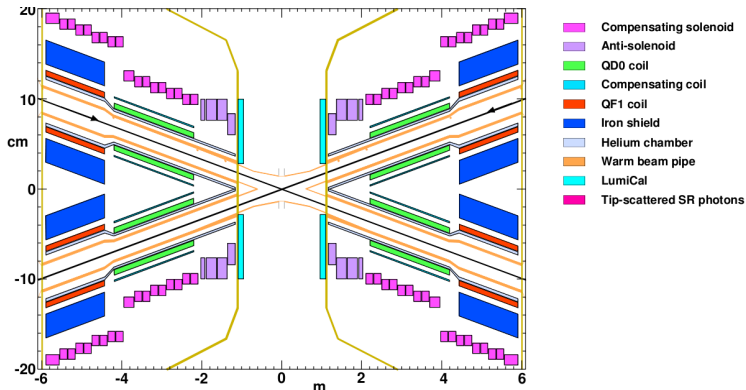 20
10
cm
0
-10
-20
-6
-4
-2
0
2
4
6
m
Compensating solenoid
Anti-solenoid
QD0 coil
Compensating coil
QF1 coil
Iron shield
Helium chamber
Warm beam pipe
LumiCal
Tip-scattered SR photons